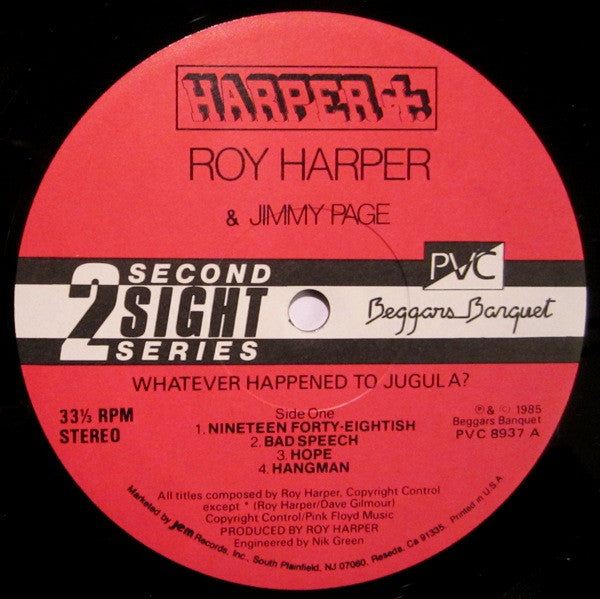 HARPER +.
ROY HARPER
& JIMMY PAGE
2 SECOND
SIGHT
SERIES
PVC
Beggars Banquet
WHATEVER HAPPENED TO JUGULA?
33⅓ RPM
STEREO
Side One
1. NINETEEN FORTY-EIGHTISH
2. BAD SPEECH
3. HOPE
4. HANGMAN
℗ & © 1985
Beggars Banquet
PVC 8937 A
All titles composed by Roy Harper, Copyright Control
except * (Roy Harper/Dave Gilmour)
Copyright Control/Pink Floyd Music
PRODUCED BY ROY HARPER
Engineered by Nik Green
Marketed by Jem Records, Inc., South Plainfield, NJ 07080, Reseda, Ca 91335. Printed in U.S.A